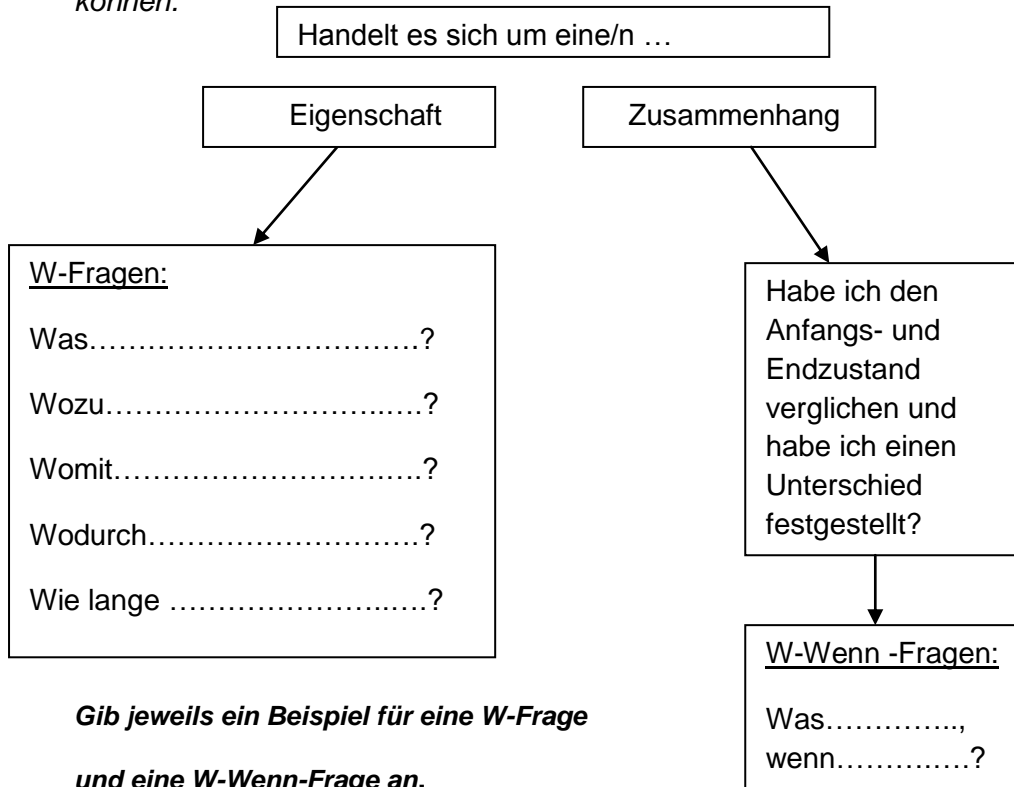 können.
Handelt es sich um eine/n …
Eigenschaft
Zusammenhang
W-Fragen:
Was…………………………………?
Wozu…………………………..….?
Womit………………………..….?
Wodurch………………………?
Wie lange …………………..….?
Habe ich den
Anfangs- und
Endzustand
verglichen und
habe ich einen
Unterschied
festgestellt?
W-Wenn -Fragen:
Was…………..,
wenn……….….?
Gib jeweils ein Beispiel für eine W-Frage
und eine W-Wenn-Frage an.